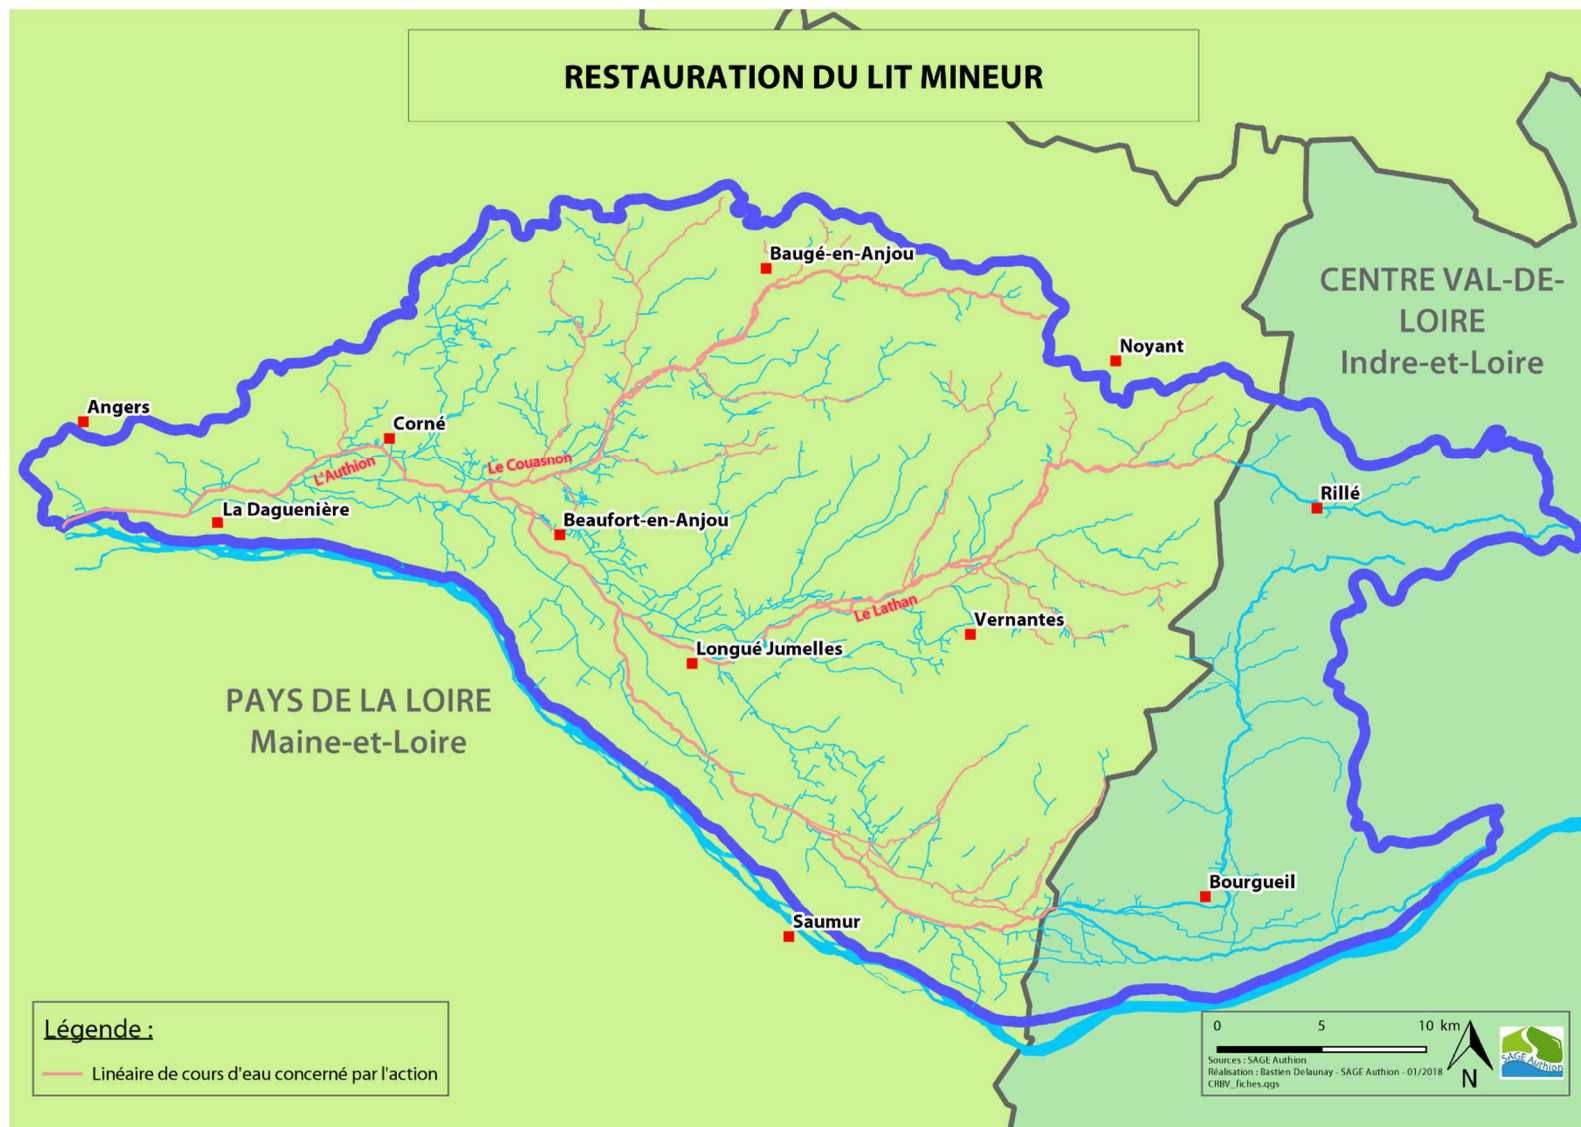 RESTAURATION DU LIT MINEUR
CENTRE VAL-DE-
LOIRE
Indre-et-Loire
Baugé-en-Anjou
Noyant
Angers
Corné
L'Authion
Le Couasnon
La Daguenière
Beaufort-en-Anjou
Rillé
Le Lathan
Vernantes
Longué Jumelles
PAYS DE LA LOIRE
Maine-et-Loire
Bourgueil
Saumur
Légende :
Linéaire de cours d'eau concerné par l'action
0 5 10 km
Sources : SAGE Authion
Réalisation : Bastien Delaunay - SAGE Authion - 01/2018
CRBV_fiches.qgs
N
SAGE Authion